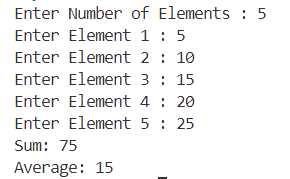 Enter Number of Elements : 5
Enter Element 1 : 5
Enter Element 2 : 10
Enter Element 3 : 15
Enter Element 4 : 20
Enter Element 5 : 25
Sum: 75
Average: 15